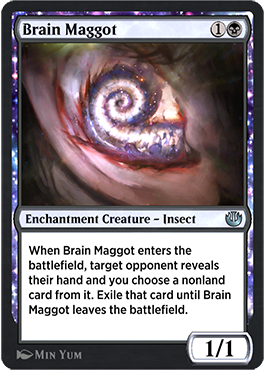 Brain Maggot 1
Enchantment Creature – Insect
When Brain Maggot enters the
battlefield, target opponent reveals
their hand and you choose a nonland
card from it. Exile that card until Brain
Maggot leaves the battlefield.
Min Yum
1/1